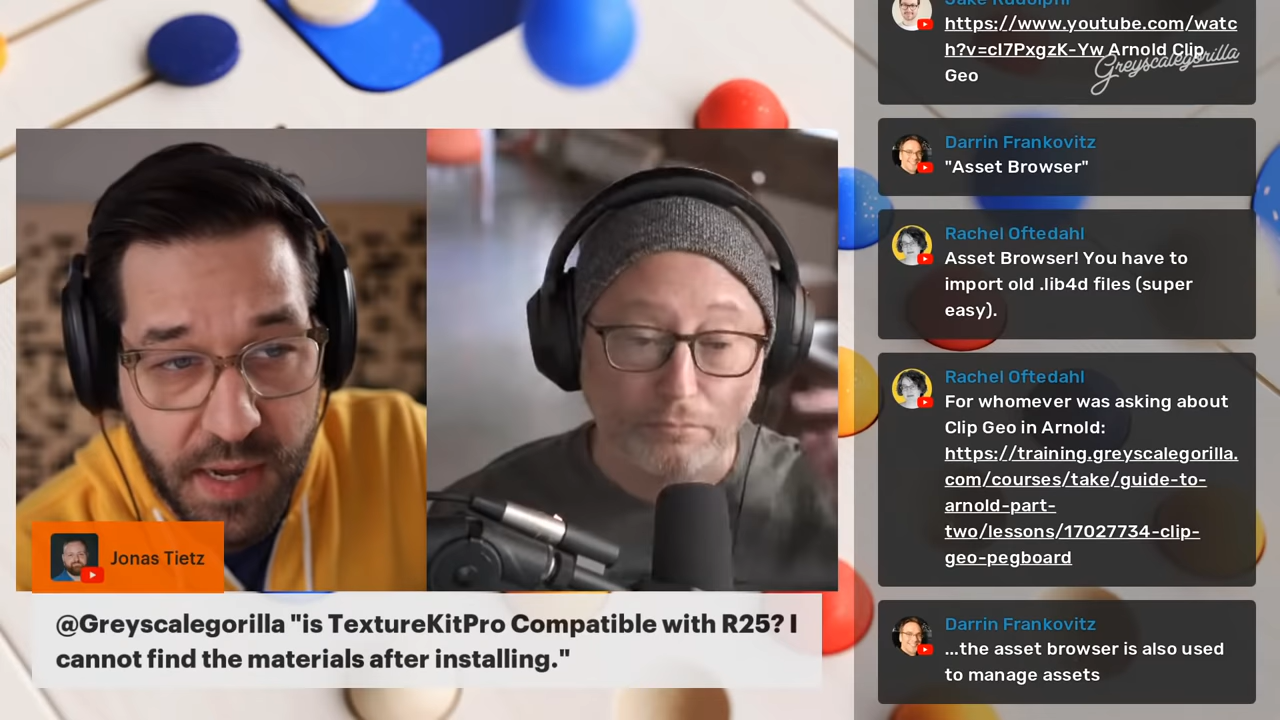 Jonas Tietz
@Greyscalegorilla "is TextureKitPro Compatible with R25? I
cannot find the materials after installing."
https://www.youtube.com/watc
h?v=cI7PxgzK-Yw Arnold Clip
Geo
Greyscalegorilla
Darrin Frankovitz
"Asset Browser"
Rachel Oftedahl
Asset Browser! You have to
import old .lib4d files (super
easy).
Rachel Oftedahl
For whomever was asking about
Clip Geo in Arnold:
https://training.greyscalegorilla.
com/courses/take/guide-to-
arnold-part-
two/lessons/17027734-clip-
geo-pegboard
Darrin Frankovitz
...the asset browser is also used
to manage assets